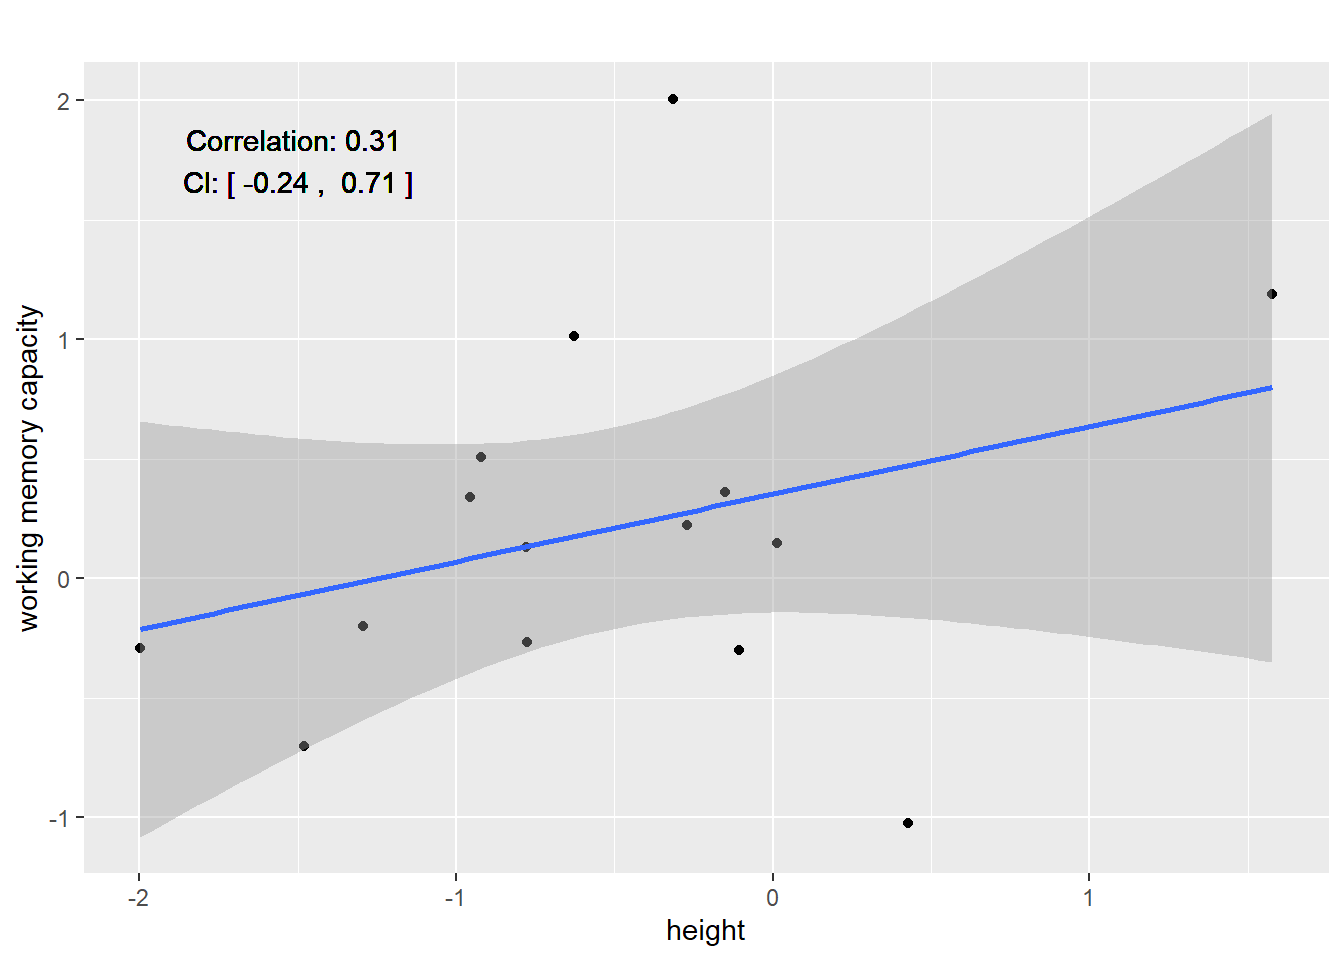 Correlation: 0.31
CI: [ -0.24 ,  0.71 ]
working memory capacity
2
1
0
-1
-2
-1
0
1
height